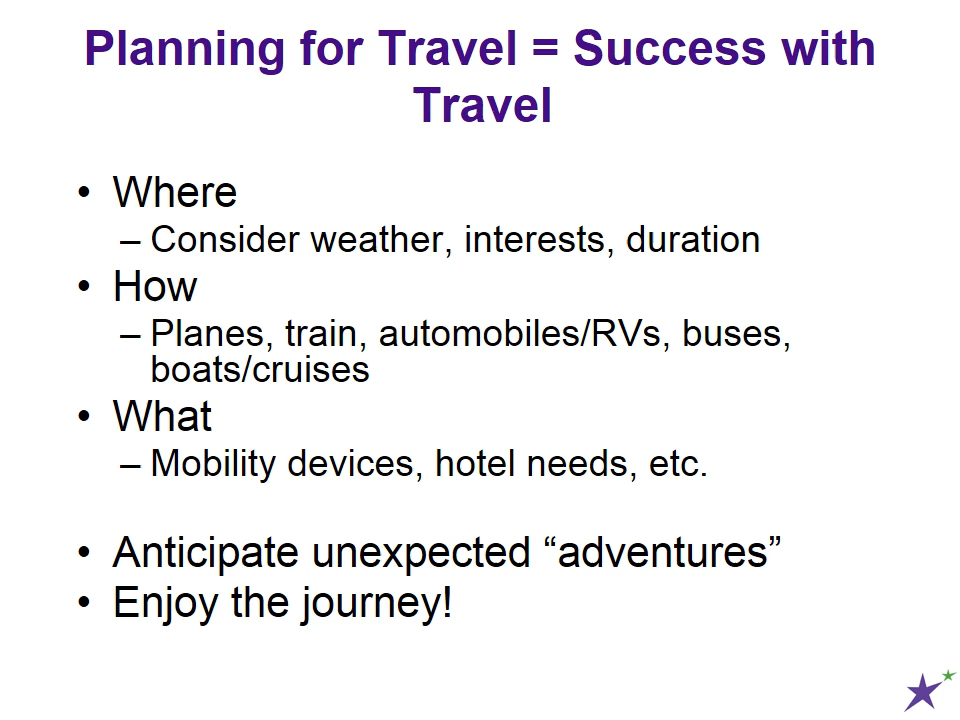 Planning for Travel = Success with
Travel
• Where
– Consider weather, interests, duration
• How
– Planes, train, automobiles/RVs, buses,
boats/cruises
• What
– Mobility devices, hotel needs, etc.
• Anticipate unexpected “adventures”
• Enjoy the journey!